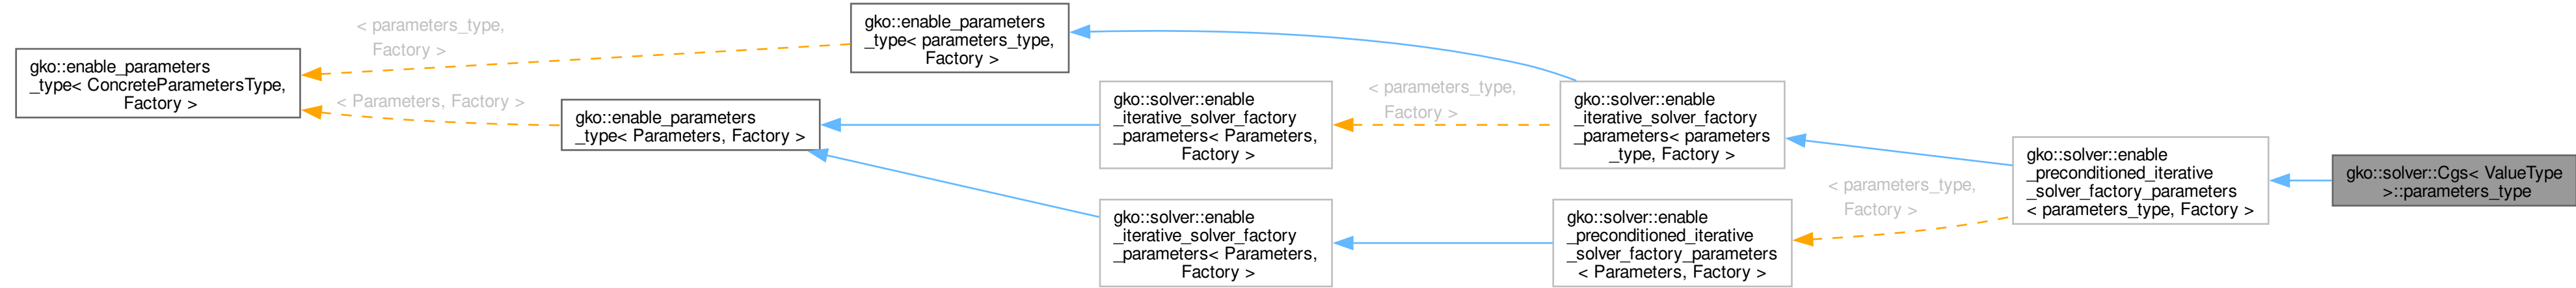 gko::enable_parameters
_type< ConcreteParametersType,
Factory >
< parameters_type,
Factory >
< Parameters, Factory >
gko::enable_parameters
_type< Parameters, Factory >
gko::enable_parameters
_type< parameters_type,
Factory >
gko::solver::enable
_iterative_solver_factory
_parameters< Parameters,
Factory >
gko::solver::enable
_iterative_solver_factory
_parameters< Parameters,
Factory >
< parameters_type,
Factory >
gko::solver::enable
_iterative_solver_factory
_parameters< parameters
_type, Factory >
gko::solver::enable
_preconditioned_iterative
_solver_factory_parameters
< Parameters, Factory >
< parameters_type,
Factory >
gko::solver::enable
_preconditioned_iterative
_solver_factory_parameters
< parameters_type, Factory >
gko::solver::Cgs< ValueType
>::parameters_type